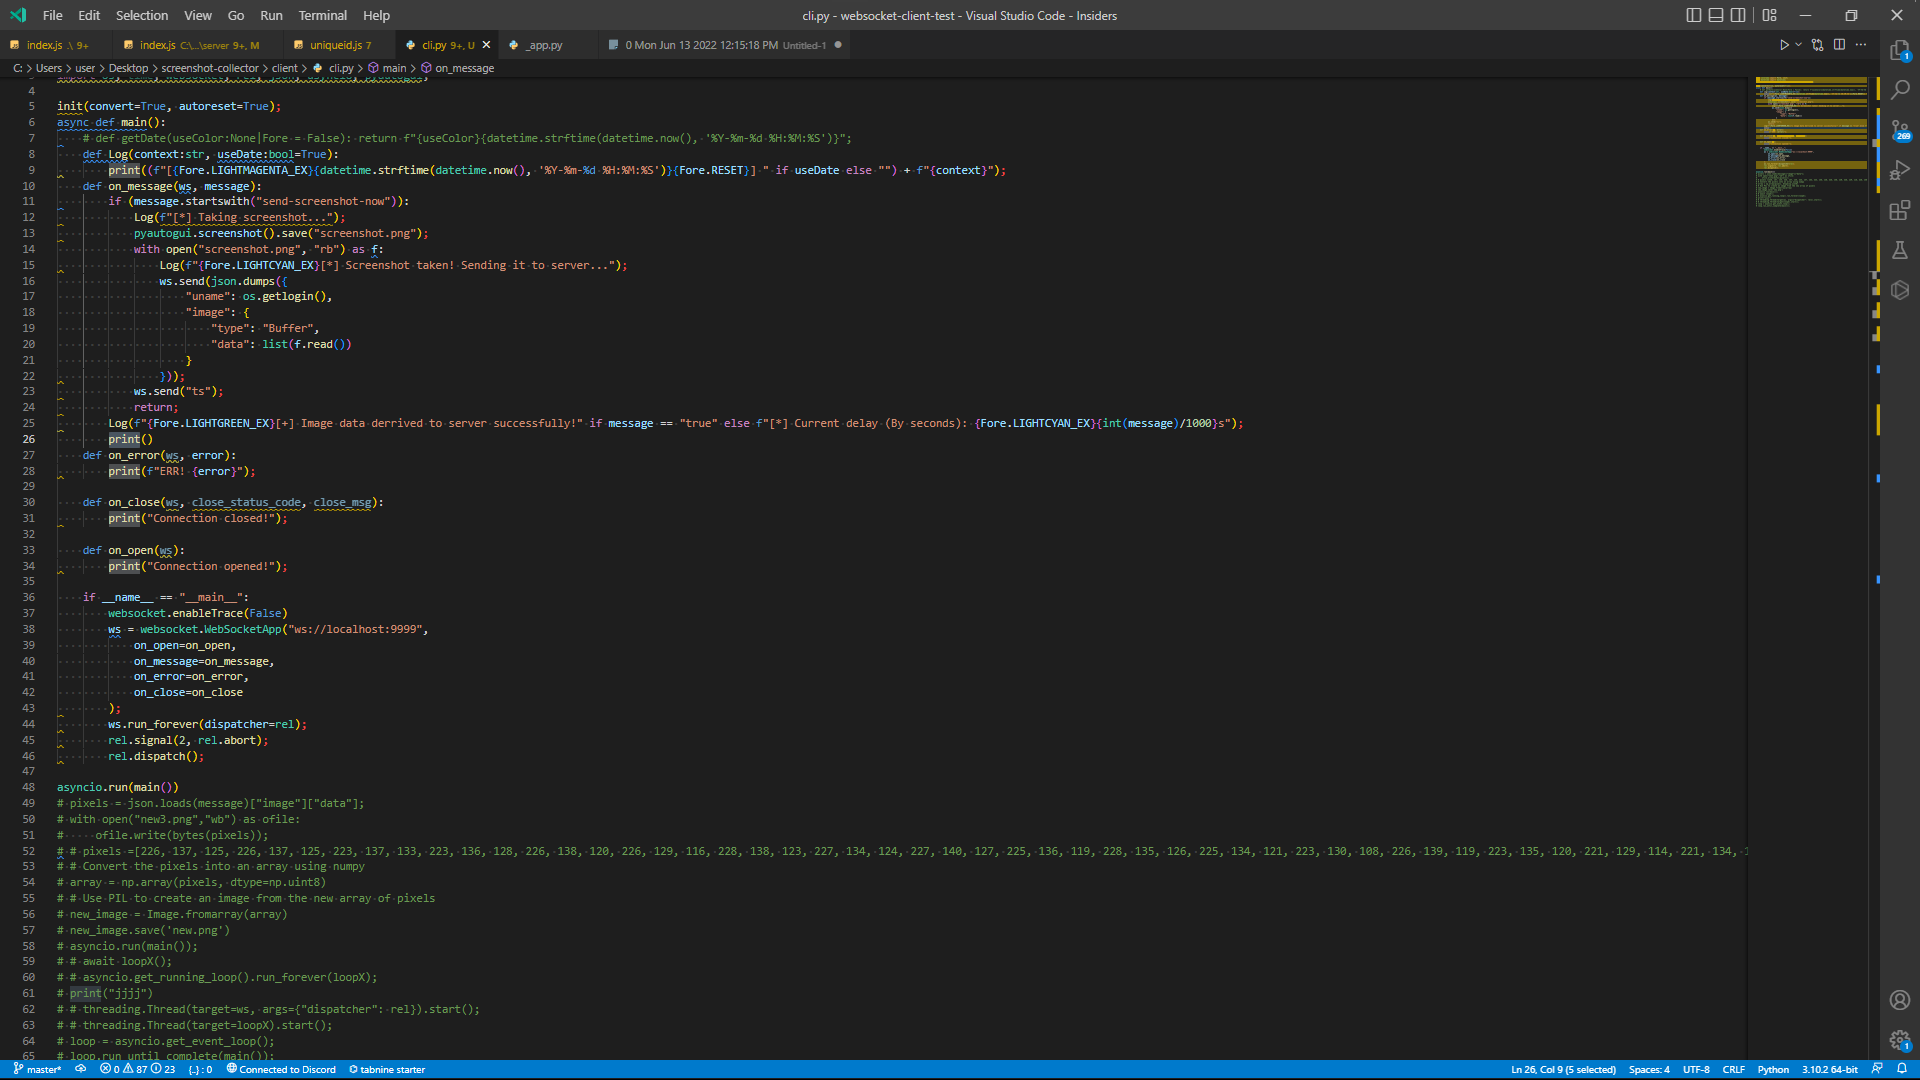 File Edit Selection View Go Run Terminal Help
cli.py - websocket-client-test - Visual Studio Code - Insiders
index.js .\ 9+
index.js C:\...\server 9+, M
uniqueid.js 7
cli.py 9+, U
_app.py
0 Mon Jun 13 2022 12:15:18 PM Untitled-1
C: > Users > user > Desktop > screenshot-collector > client > cli.py > main > on_message
4
5 init(convert=True, autoreset=True);
6 async def main():
7 # def getDate(useColor:None|Fore = False): return f"{useColor}{datetime.strftime(datetime.now(), '%Y-%m-%d %H:%M:%S')}";
8 def Log(context:str, useDate:bool=True):
9 print((f"[{Fore.LIGHTMAGENTA_EX}{datetime.strftime(datetime.now(), '%Y-%m-%d %H:%M:%S')}{Fore.RESET}] " if useDate else "") + f"{context}");
10 def on_message(ws, message):
11 if (message.startswith("send-screenshot-now")):
12 Log(f"[*] Taking screenshot...");
13 pyautogui.screenshot().save("screenshot.png");
14 with open("screenshot.png", "rb") as f:
15 Log(f"{Fore.LIGHTCYAN_EX}[*] Screenshot taken! Sending it to server...");
16 ws.send(json.dumps({
17 "uname": os.getlogin(),
18 "image": {
19 "type": "Buffer",
20 "data": list(f.read())
21 }
22 }));
23 ws.send("ts");
24 return;
25 Log(f"{Fore.LIGHTGREEN_EX}[+] Image data derrived to server successfully!" if message == "true" else f"[*] Current delay (By seconds): {Fore.LIGHTCYAN_EX}{int(message)/1000}s");
26 print()
27 def on_error(ws, error):
28 print(f"ERR! {error}");
29
30 def on_close(ws, close_status_code, close_msg):
31 print("Connection closed!");
32
33 def on_open(ws):
34 print("Connection opened!");
35
36 if __name__ == "__main__":
37 websocket.enableTrace(False)
38 ws = websocket.WebSocketApp("ws://localhost:9999",
39 on_open=on_open,
40 on_message=on_message,
41 on_error=on_error,
42 on_close=on_close
43 );
44 ws.run_forever(dispatcher=rel);
45 rel.signal(2, rel.abort);
46 rel.dispatch();
47
48 asyncio.run(main())
49 # pixels = json.loads(message)["image"]["data"];
50 # with open("new3.png","wb") as ofile:
51 # ofile.write(bytes(pixels));
52 # # pixels =[226, 137, 125, 226, 137, 125, 223, 137, 133, 223, 136, 128, 226, 138, 120, 226, 129, 116, 228, 138, 123, 227, 134, 124, 227, 140, 127, 225, 136, 119, 228, 135, 126, 225, 134, 121, 223, 130, 108, 226, 139, 119, 223, 135, 120, 221, 129, 114, 221, 134,
53 # # Convert the pixels into an array using numpy
54 # array = np.array(pixels, dtype=np.uint8)
55 # # Use PIL to create an image from the new array of pixels
56 # new_image = Image.fromarray(array)
57 # new_image.save('new.png')
58 # asyncio.run(main());
59 # # await loopX();
60 # # asyncio.get_running_loop().run_forever(loopX);
61 # print("jjjj")
62 # # threading.Thread(target=ws, args={"dispatcher": rel}).start();
63 # # threading.Thread(target=loopX).start();
64 # loop = asyncio.get_event_loop();
65 # loop.run_until_complete(main());
1
269
1
master* 0 87 23 {..} : 0 Connected to Discord tabnine starter Ln 26, Col 9 (5 selected) Spaces: 4 UTF-8 CRLF Python 3.10.2 64-bit